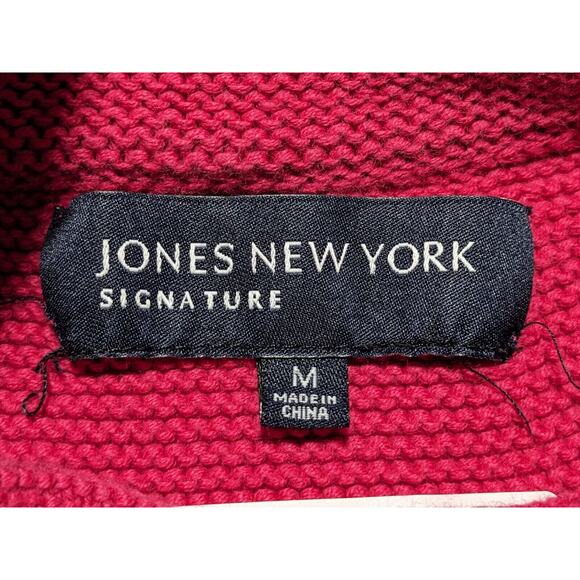 JONES NEW YORK
SIGNATURE
M
MADE IN
CHINA